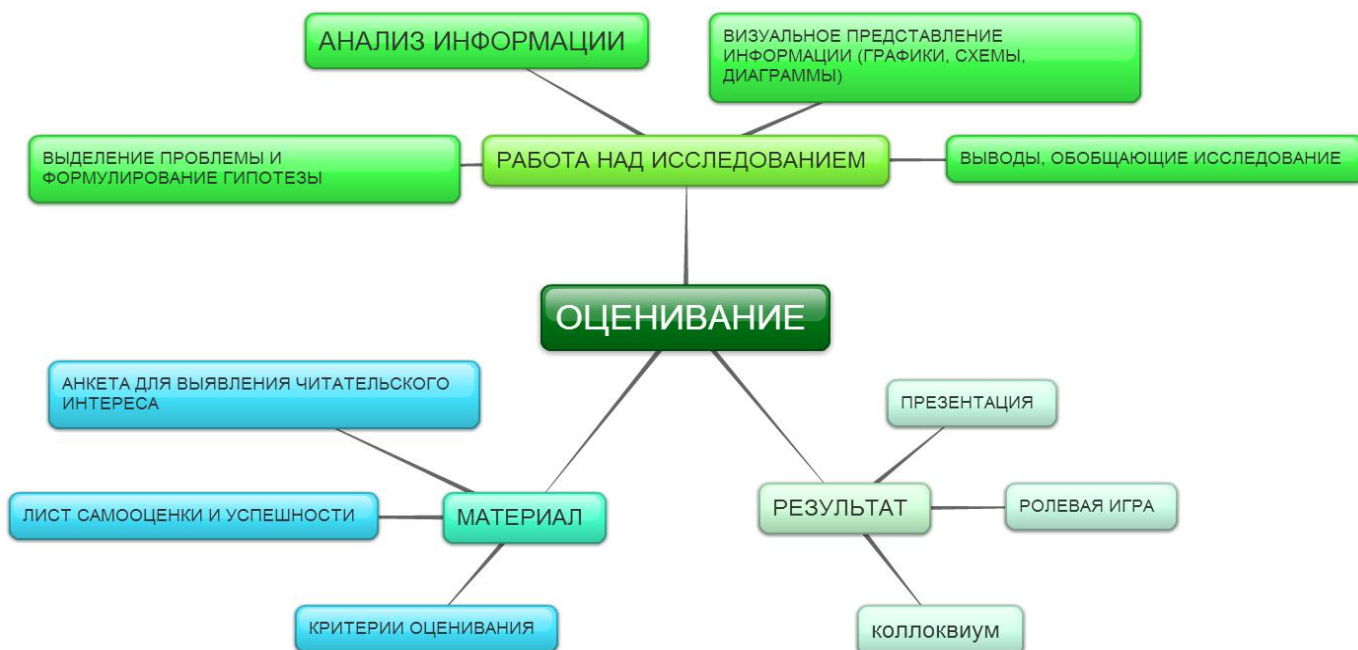 АНАЛИЗ ИНФОРМАЦИИ
ВИЗУАЛЬНОЕ ПРЕДСТАВЛЕНИЕ
ИНФОРМАЦИИ (ГРАФИКИ, СХЕМЫ,
ДИАГРАММЫ)
ВЫДЕЛЕНИЕ ПРОБЛЕМЫ И
ФОРМУЛИРОВАНИЕ ГИПОТЕЗЫ
РАБОТА НАД ИССЛЕДОВАНИЕМ
ВЫВОДЫ, ОБОБЩАЮЩИЕ ИССЛЕДОВАНИЕ
ОЦЕНИВАНИЕ
АНКЕТА ДЛЯ ВЫЯВЛЕНИЯ ЧИТАТЕЛЬСКОГО
ИНТЕРЕСА
ПРЕЗЕНТАЦИЯ
ЛИСТ САМООЦЕНКИ И УСПЕШНОСТИ
МАТЕРИАЛ
РЕЗУЛЬТАТ
РОЛЕВАЯ ИГРА
КРИТЕРИИ ОЦЕНИВАНИЯ
КОЛЛОКВИУМ